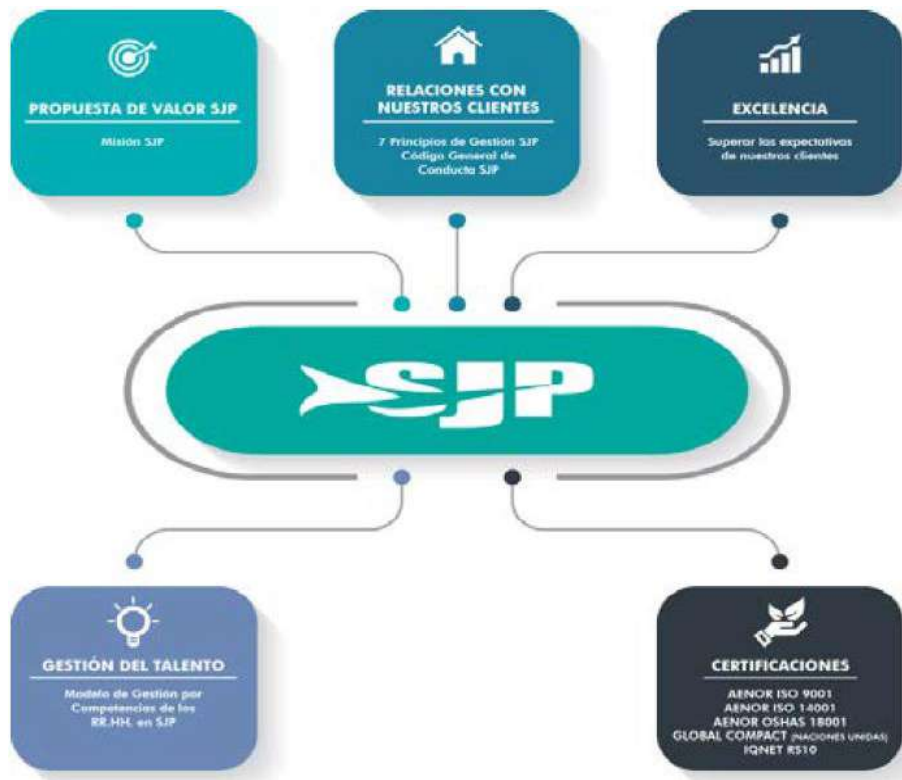 PROPUESTA DE VALOR SJP
Misión SJP
RELACIONES CON
NUESTROS CLIENTES
7 Principios de Gestión SJP
Código General de
Conducta SJP
EXCELENCIA
Superar las expectativas
de nuestros clientes
SJP
GESTIÓN DEL TALENTO
Modelo de Gestión por
Competencias de los
RR.HH. en SJP
CERTIFICACIONES
AENOR ISO 9001
AENOR ISO 14001
AENOR OSHAS 18001
GLOBAL COMPACT (NACIONES UNIDAS)
IQNET RS10